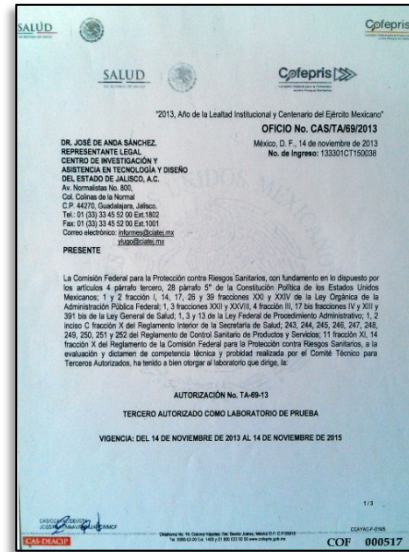 SALUD
Cofepris
SALUD
Cofepris
"2013, Año de la Lealtad Institucional y Centenario del Ejército Mexicano"
OFICIO No. CAS/TA/69/2013
México, D. F., 14 de noviembre de 2013
No. de Ingreso: 133301CT150038
DR. JOSÉ DE ANDA SÁNCHEZ.
REPRESENTANTE LEGAL
CENTRO DE INVESTIGACIÓN Y
ASISTENCIA EN TECNOLOGÍA Y DISEÑO
DEL ESTADO DE JALISCO, A.C.
Av. Normalistas No. 800,
Col. Colinas de la Normal
C.P. 44270, Guadalajara, Jalisco.
Tel.: 01 (33) 33 45 52 00 Ext.1802
Fax: 01 (33) 33 45 52 00 Ext.1001
Correo electrónico: informes@ciatej.mx
ylugo@ciatej.mx
PRESENTE
La Comisión Federal para la Protección contra Riesgos Sanitarios, con fundamento en lo dispuesto por
los artículos 4 párrafo tercero, 28 párrafo 5° de la Constitución Política de los Estados Unidos
Mexicanos; 1 y 2 fracción I, 14, 17, 26 y 39 fracciones XXI y XXIV de la Ley Orgánica de la
Administración Pública Federal; 1, 3 fracciones XXII y XXVII, 4 fracción III, 17 bis fracciones IV y XIII y
391 bis de la Ley General de Salud; 1, 3 y 13 de la Ley Federal de Procedimiento Administrativo; 1, 2
inciso C fracción X del Reglamento Interior de la Secretaría de Salud; 243, 244, 245, 246, 247, 248,
249, 250, 251 y 252 del Reglamento de Control Sanitario de Productos y Servicios; 11 fracción XI, 14
fracción X del Reglamento de la Comisión Federal para la Protección contra Riesgos Sanitarios, a la
evaluación y dictamen de competencia técnica y probidad realizada por el Comité Técnico para
Terceros Autorizados, ha tenido a bien otorgar al laboratorio que dirige, la:
AUTORIZACIÓN No. TA-69-13
TERCERO AUTORIZADO COMO LABORATORIO DE PRUEBA
VIGENCIA: DEL 14 DE NOVIEMBRE DE 2013 AL 14 DE NOVIEMBRE DE 2015
1 / 3
CAS-DEACIP
COF 000517